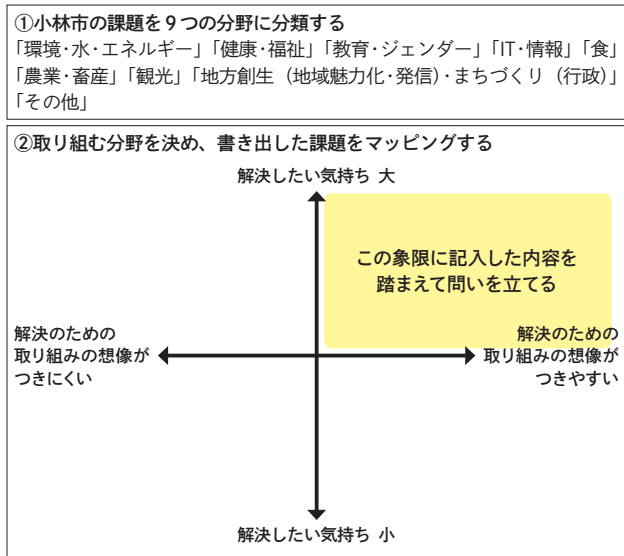 ①小林市の課題を９つの分野に分類する
「環境・水・エネルギー」「健康・福祉」「教育・ジェンダー」「IT・情報」「食」
「農業・畜産」「観光」「地方創生（地域魅力化・発信）・まちづくり（行政）」
「その他」
②取り組む分野を決め、書き出した課題をマッピングする
解決したい気持ち 大
この象限に記入した内容を
踏まえて問いを立てる
解決のための
取り組みの想像が
つきにくい
解決のための
取り組みの想像が
つきやすい
解決したい気持ち 小